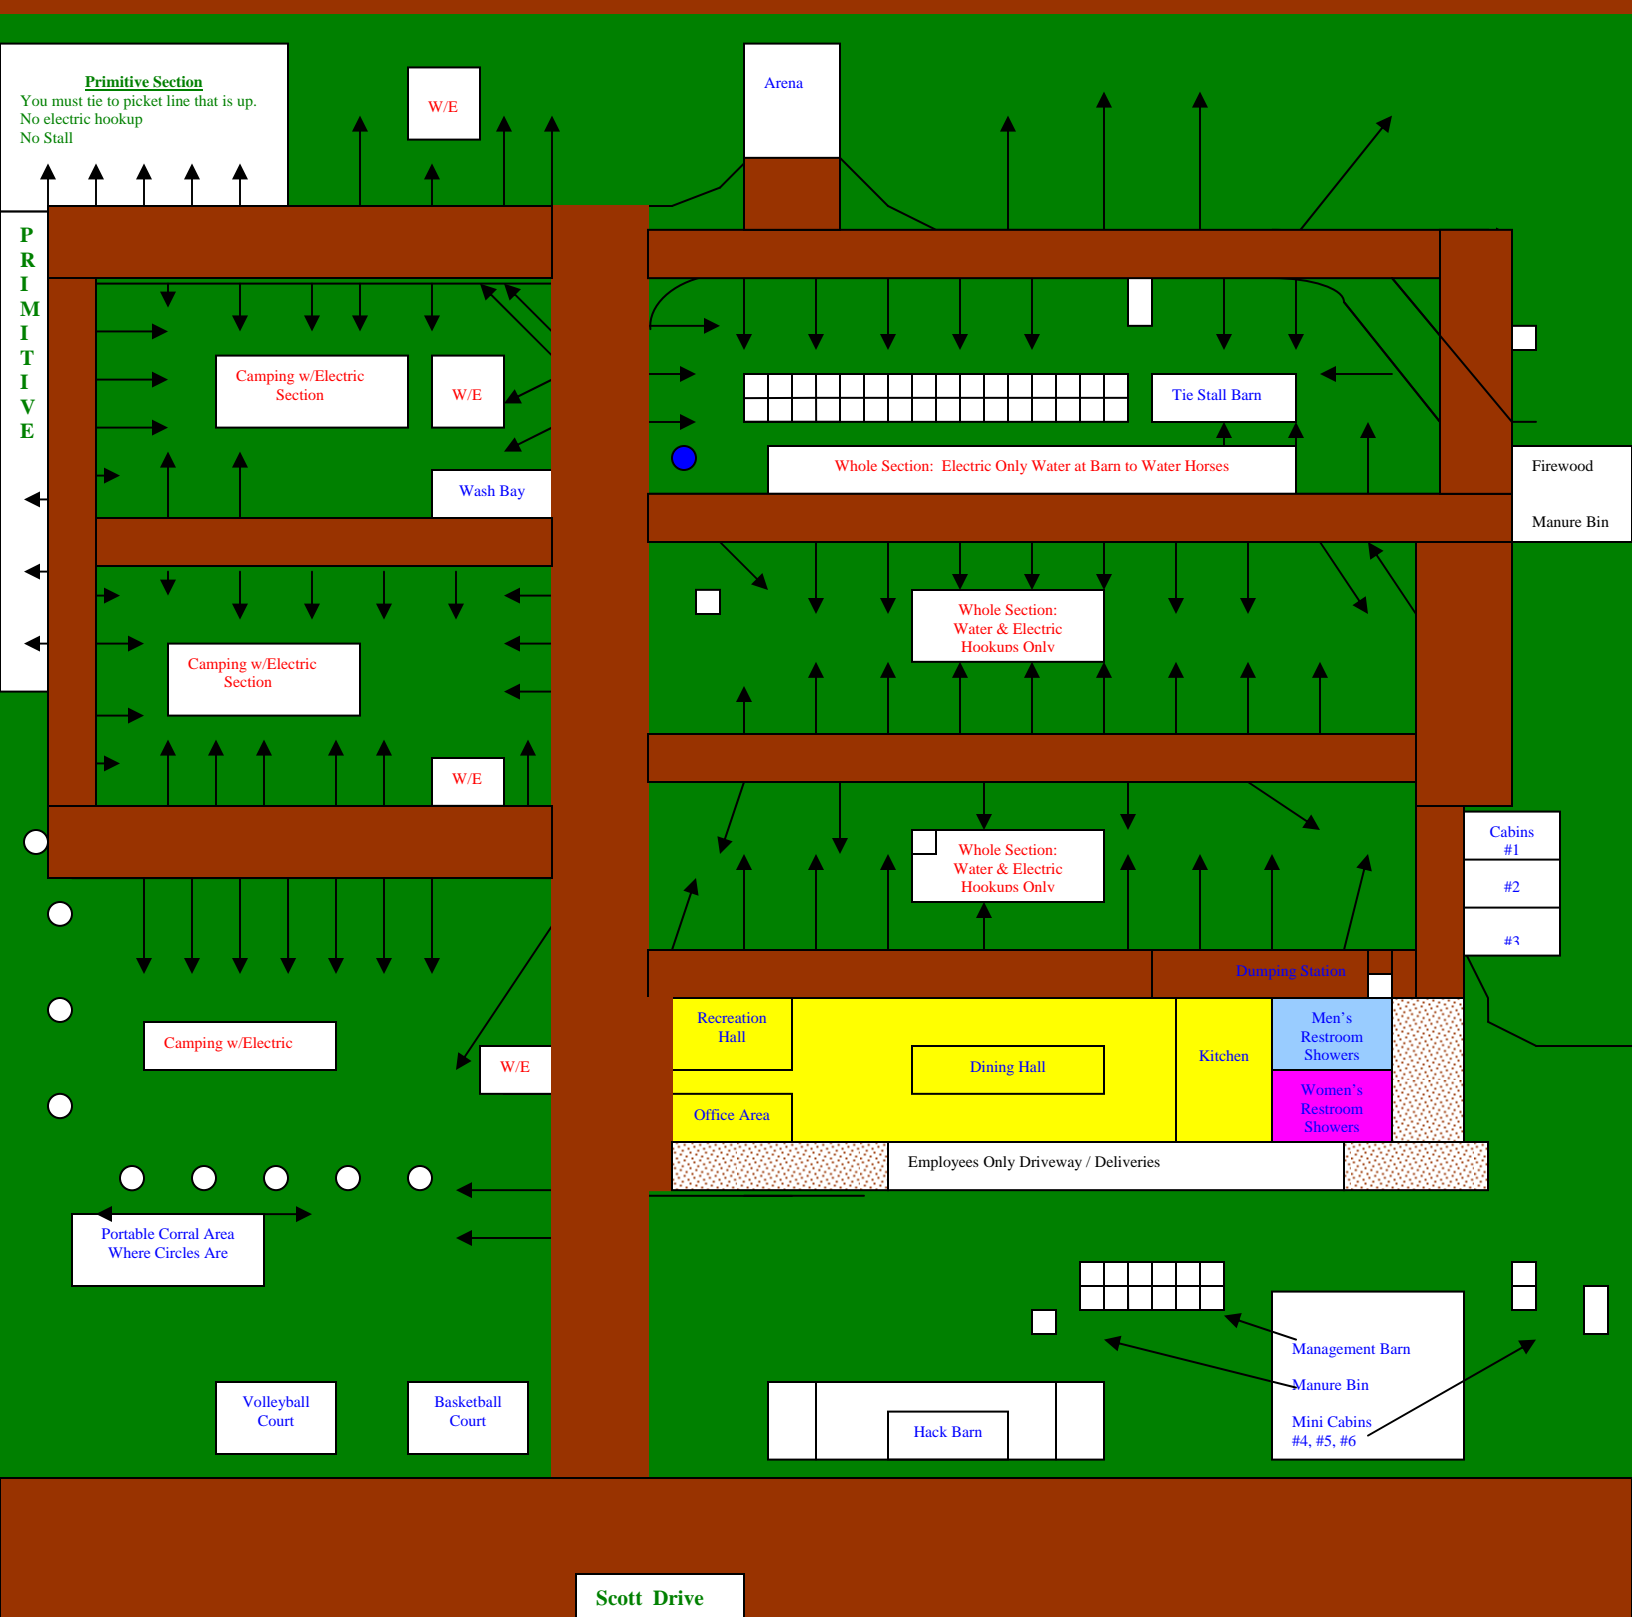 Primitive Section
You must tie to picket line that is up.
No electric hookup
No Stall
W/E
Arena
P
R
I
M
I
T
I
V
E
Camping w/Electric
Section
W/E
Tie Stall Barn
Whole Section:  Electric Only Water at Barn to Water Horses
Firewood
Manure Bin
Wash Bay
Whole Section:
Water & Electric
Hookups Only
Camping w/Electric
Section
W/E
Whole Section:
Water & Electric
Hookups Only
Cabins
#1
#2
#3
Dumping Station
Recreation
Hall
Men's
Restroom
Showers
Camping w/Electric
W/E
Dining Hall
Kitchen
Office Area
Women's
Restroom
Showers
Employees Only Driveway / Deliveries
Portable Corral Area
Where Circles Are
Management Barn
Manure Bin
Mini Cabins
#4, #5, #6
Volleyball
Court
Basketball
Court
Hack Barn
Scott  Drive